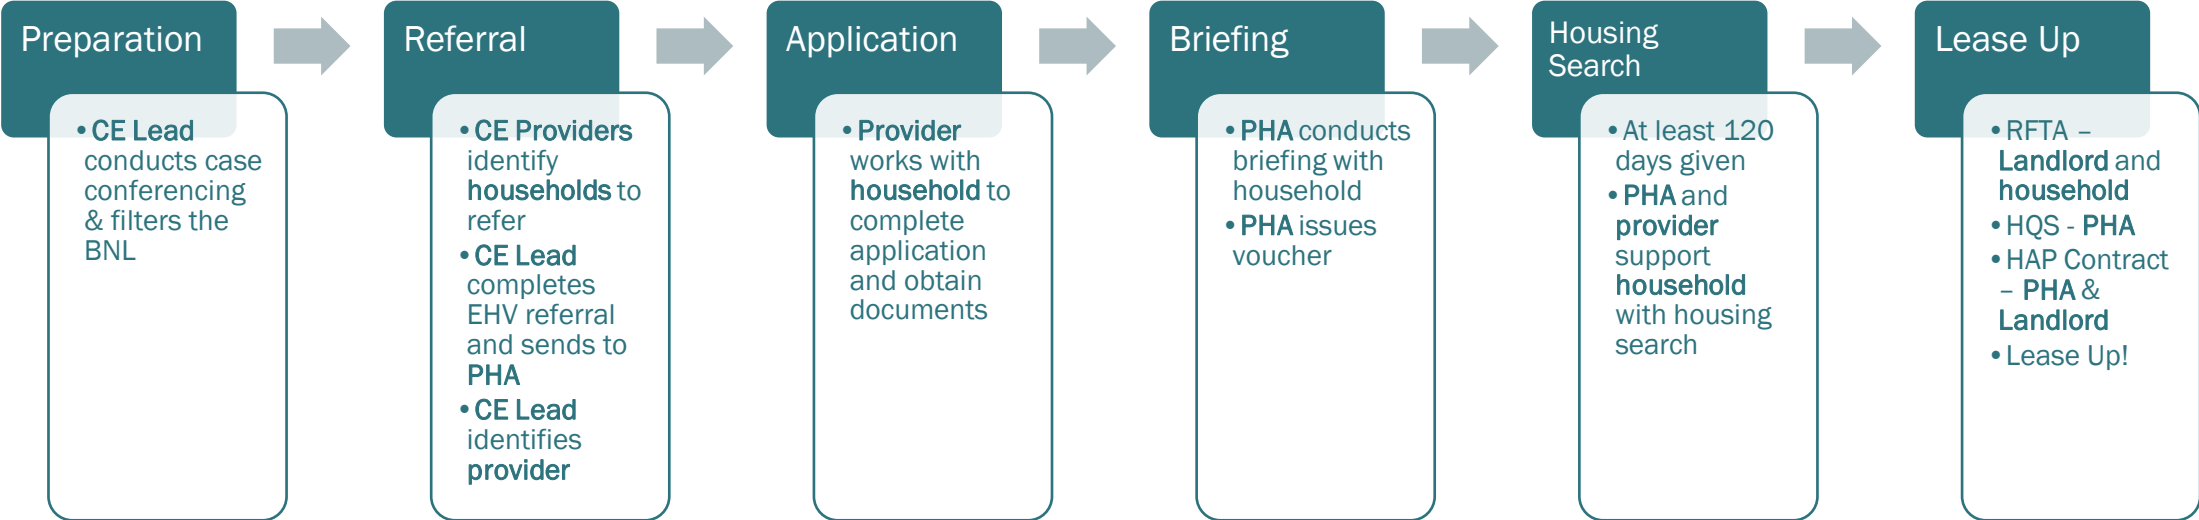 Preparation
• CE Lead
conducts case
conferencing
& filters the
BNL
Referral
• CE Providers
identify
households to
refer
• CE Lead
completes
EHV referral
and sends to
PHA
• CE Lead
identifies
provider
Application
• Provider
works with
household to
complete
application
and obtain
documents
Briefing
• PHA conducts
briefing with
household
• PHA issues
voucher
Housing
Search
• At least 120
days given
• PHA and
provider
support
household
with housing
search
Lease Up
• RFTA –
Landlord and
household
• HQS - PHA
• HAP Contract
– PHA &
Landlord
• Lease Up!